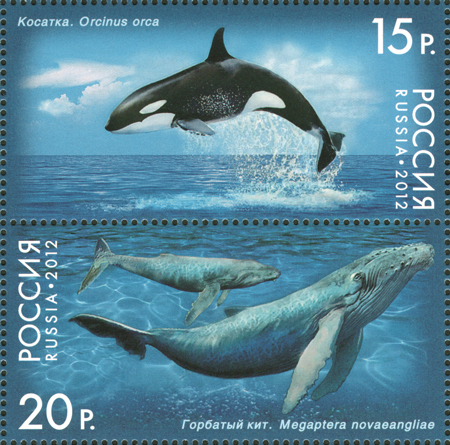 Косатка. Orcinus orca
15 Р.
РОССИЯ
RUSSIA • 2012
РОССИЯ
RUSSIA • 2012
20 Р.
Горбатый кит. Megaptera novaeangliae